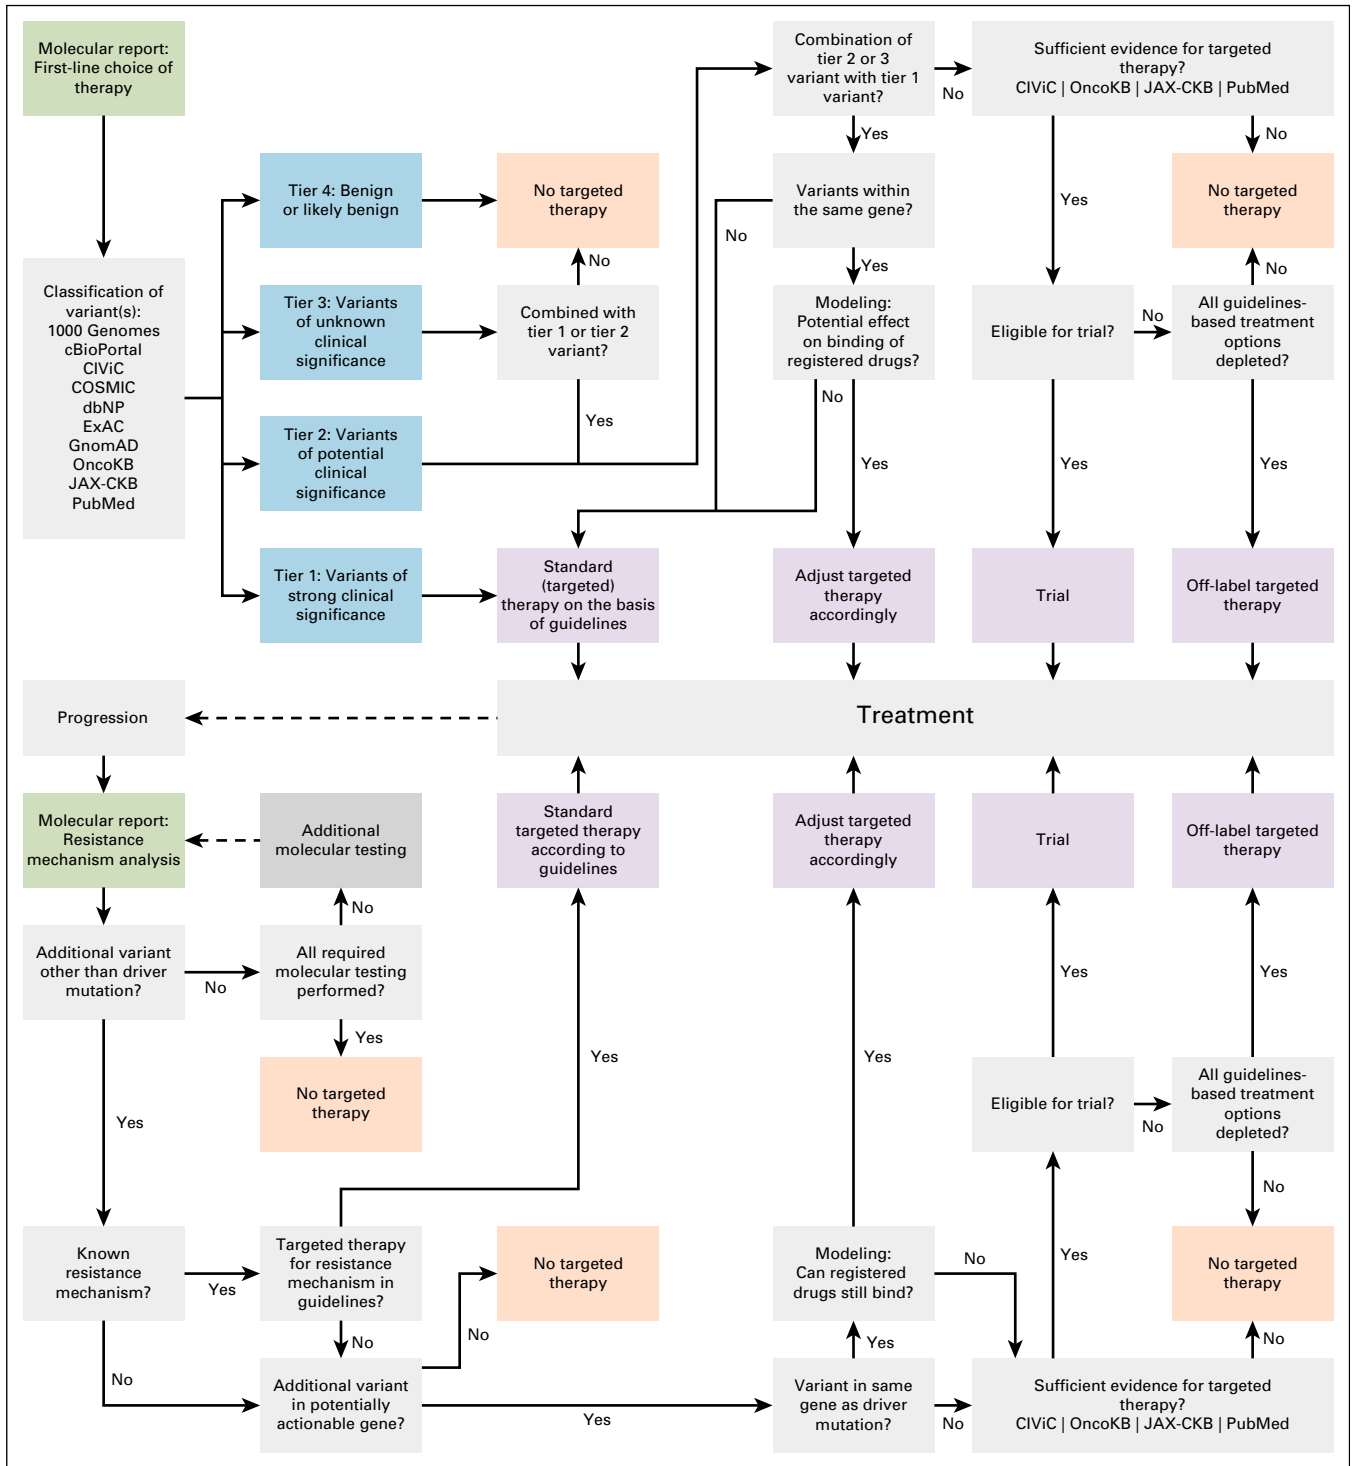 Molecular report:
First-line choice of
therapy
Combination of
tier 2 or 3
variant with tier 1
variant?
No
Sufficient evidence for targeted
therapy?
CIViC | OncoKB | JAX-CKB | PubMed
Yes
No
Tier 4: Benign
or likely benign
No targeted
therapy
Variants within
the same gene?
Yes
No targeted
therapy
No
No
Yes
No
Classification of
variant(s):
1000 Genomes
cBioPortal
CIViC
COSMIC
dbNP
ExAC
GnomAD
OncoKB
JAX-CKB
PubMed
Tier 3: Variants
of unknown
clinical
significance
Combined with
tier 1 or tier 2
variant?
Modeling:
Potential effect
on binding of
registered drugs?
Eligible for trial?
No
All guidelines-
based treatment
options
depleted?
Yes
No
Tier 2: Variants
of potential
clinical
significance
Yes
Yes
Yes
Tier 1: Variants of
strong clinical
significance
Standard
(targeted)
therapy on the basis
of guidelines
Adjust targeted
therapy
accordingly
Trial
Off-label targeted
therapy
Progression
Treatment
Molecular report:
Resistance
mechanism analysis
Additional
molecular testing
Standard
targeted therapy
according to
guidelines
Adjust targeted
therapy
accordingly
Trial
Off-label targeted
therapy
No
Additional variant
other than driver
mutation?
No
All required
molecular testing
performed?
Yes
Yes
Yes
Yes
Yes
No targeted
therapy
Yes
Eligible for trial?
No
All guidelines-
based treatment
options
depleted?
No
Known
resistance
mechanism?
Yes
Targeted therapy
for resistance
mechanism in
guidelines?
No targeted
therapy
Modeling:
Can registered
drugs still bind?
No
Yes
No targeted
therapy
No
No
Yes
No
No
Additional variant
in potentially
actionable gene?
Yes
Variant in same
gene as driver
mutation?
No
Sufficient evidence for targeted
therapy?
CIViC | OncoKB | JAX-CKB | PubMed